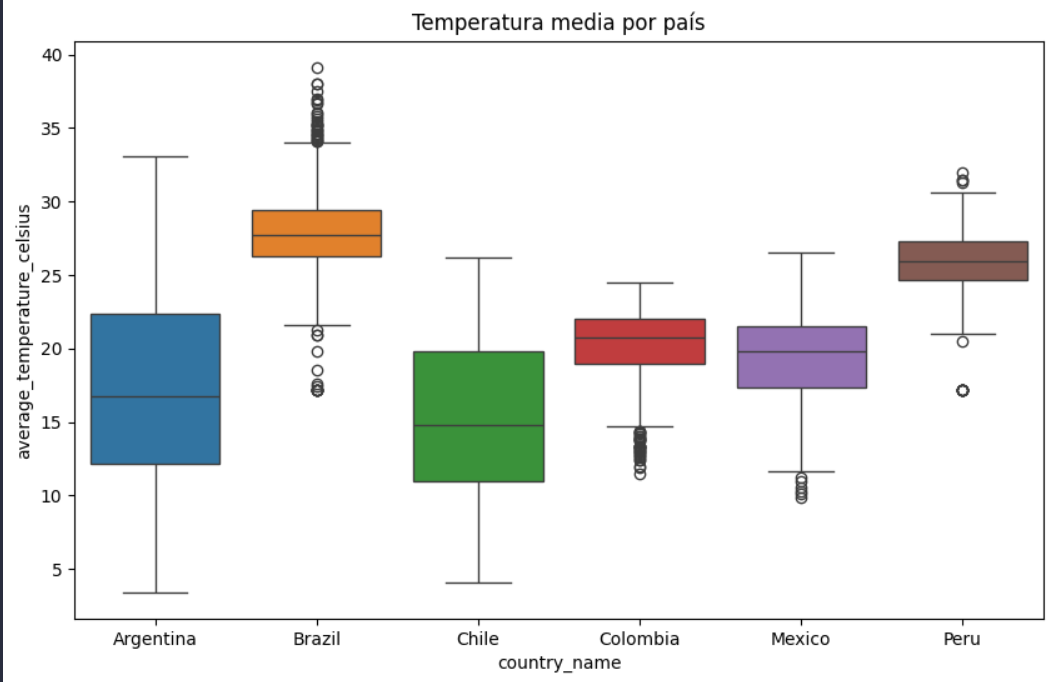 Temperatura media por país
average_temperature_celsius
40
35
30
25
20
15
10
5
Argentina
Brazil
Chile
Colombia
Mexico
Peru
country_name